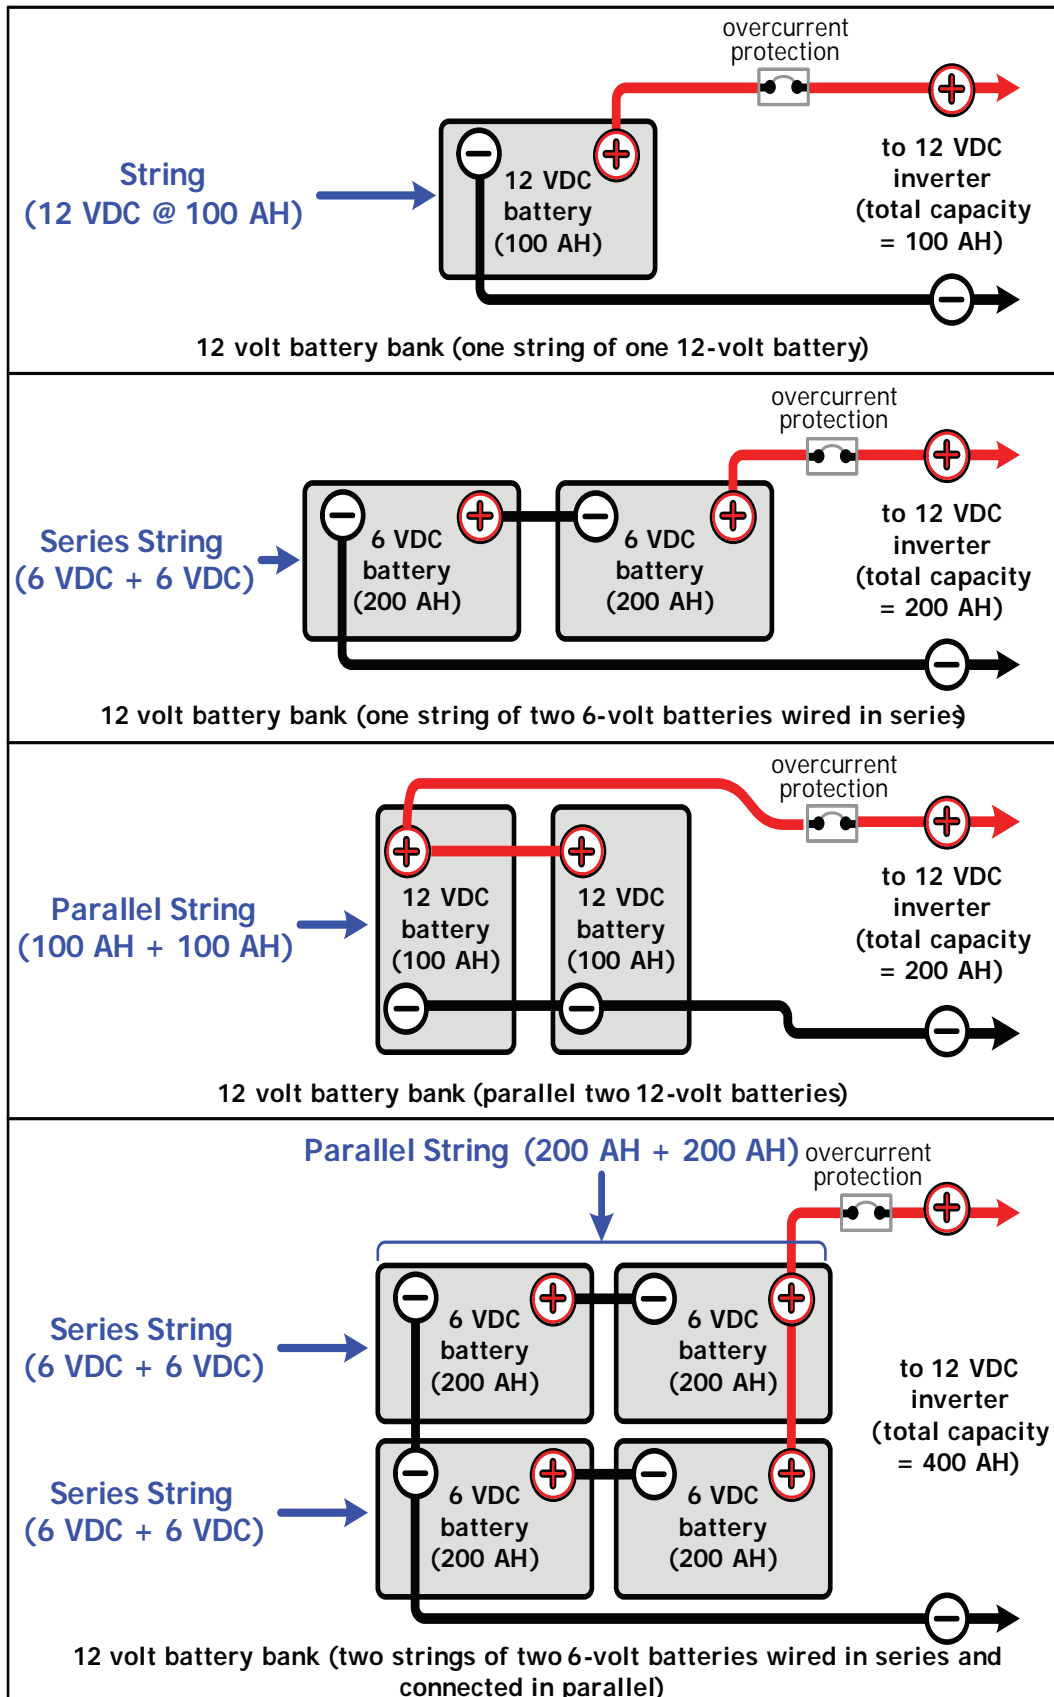 overcurrent
protection
String
(12 VDC @ 100 AH)
12 VDC
battery
(100 AH)
to 12 VDC
inverter
(total capacity
= 100 AH)
12 volt battery bank (one string of one 12-volt battery)
overcurrent
protection
Series String
(6 VDC + 6 VDC)
6 VDC
battery
(200 AH)
6 VDC
battery
(200 AH)
to 12 VDC
inverter
(total capacity
= 200 AH)
12 volt battery bank (one string of two 6-volt batteries wired in series)
overcurrent
protection
Parallel String
(100 AH + 100 AH)
12 VDC
battery
(100 AH)
12 VDC
battery
(100 AH)
to 12 VDC
inverter
(total capacity
= 200 AH)
12 volt battery bank (parallel two 12-volt batteries)
Parallel String (200 AH + 200 AH)
overcurrent
protection
Series String
(6 VDC + 6 VDC)
6 VDC
battery
(200 AH)
6 VDC
battery
(200 AH)
to 12 VDC
inverter
(total capacity
= 400 AH)
Series String
(6 VDC + 6 VDC)
6 VDC
battery
(200 AH)
6 VDC
battery
(200 AH)
12 volt battery bank (two strings of two 6-volt batteries wired in series and
connected in parallel)